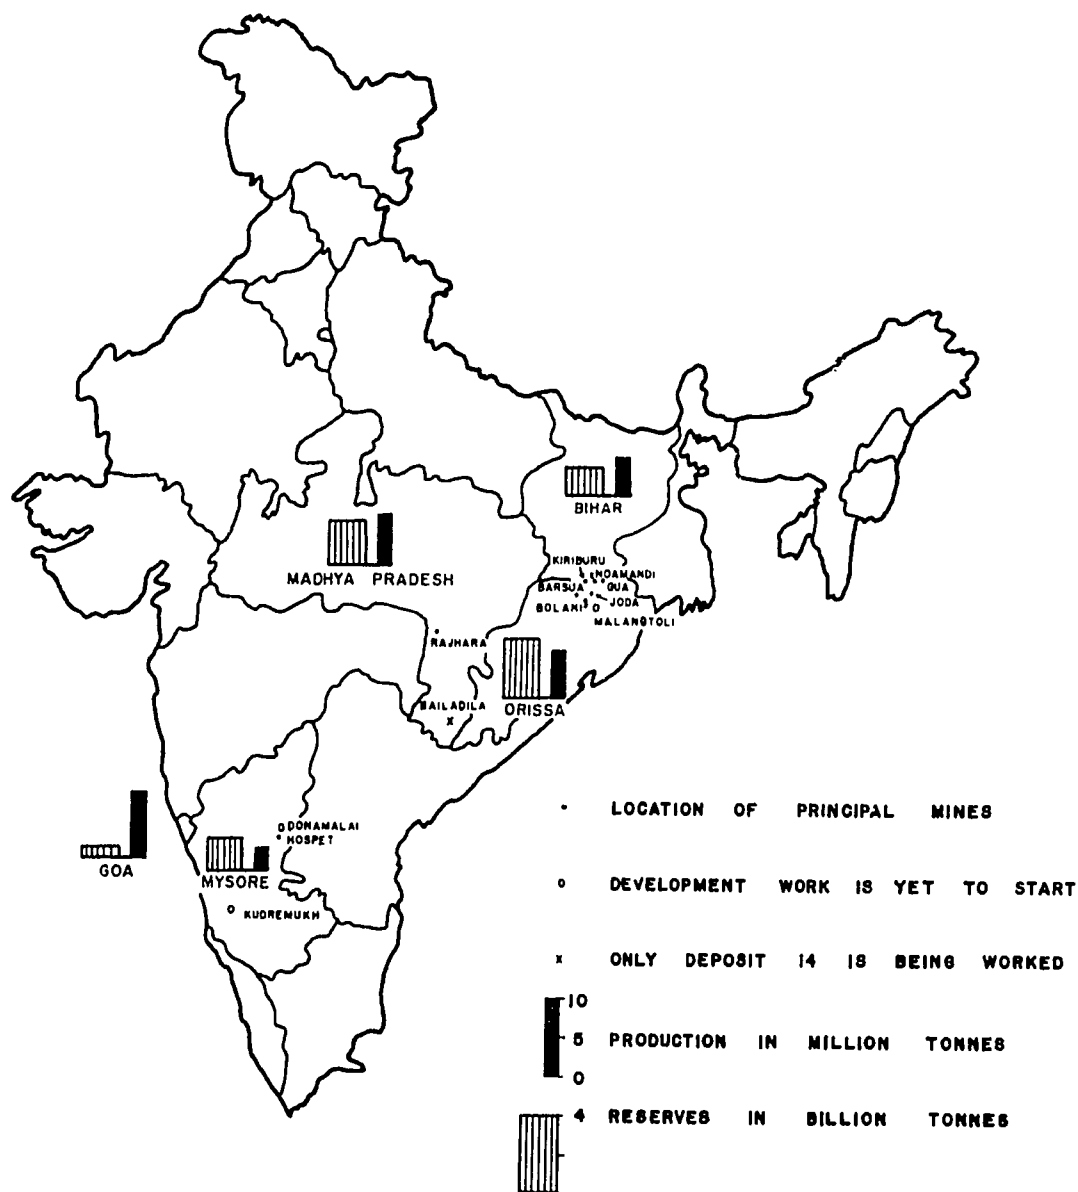 BIHAR
MADHYA PRADESH
KIRIBURU
NOAMANDI
BARSUA
GUA
JODA
BOLANI
MALANGTOLI
RAJHARA
BAILADILA
ORISSA
DONAMALAI
HOSPET
GOA
MYSORE
KUDREMUKH
• LOCATION OF PRINCIPAL MINES
o DEVELOPMENT WORK IS YET TO START
x ONLY DEPOSIT 14 IS BEING WORKED
10
5 PRODUCTION IN MILLION TONNES
0
4 RESERVES IN BILLION TONNES